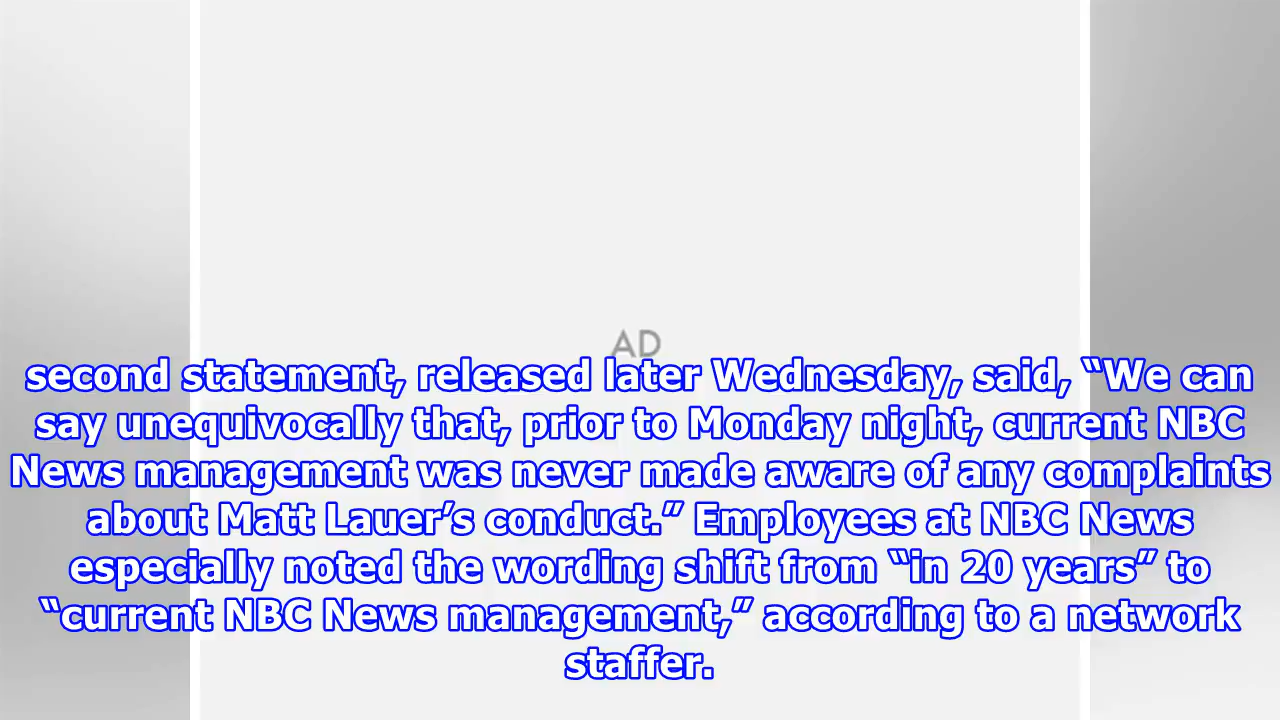 AD
second statement, released later Wednesday, said, “We can
say unequivocally that, prior to Monday night, current NBC
News management was never made aware of any complaints
about Matt Lauer’s conduct.” Employees at NBC News
especially noted the wording shift from “in 20 years” to
“current NBC News management,” according to a network
staffer.